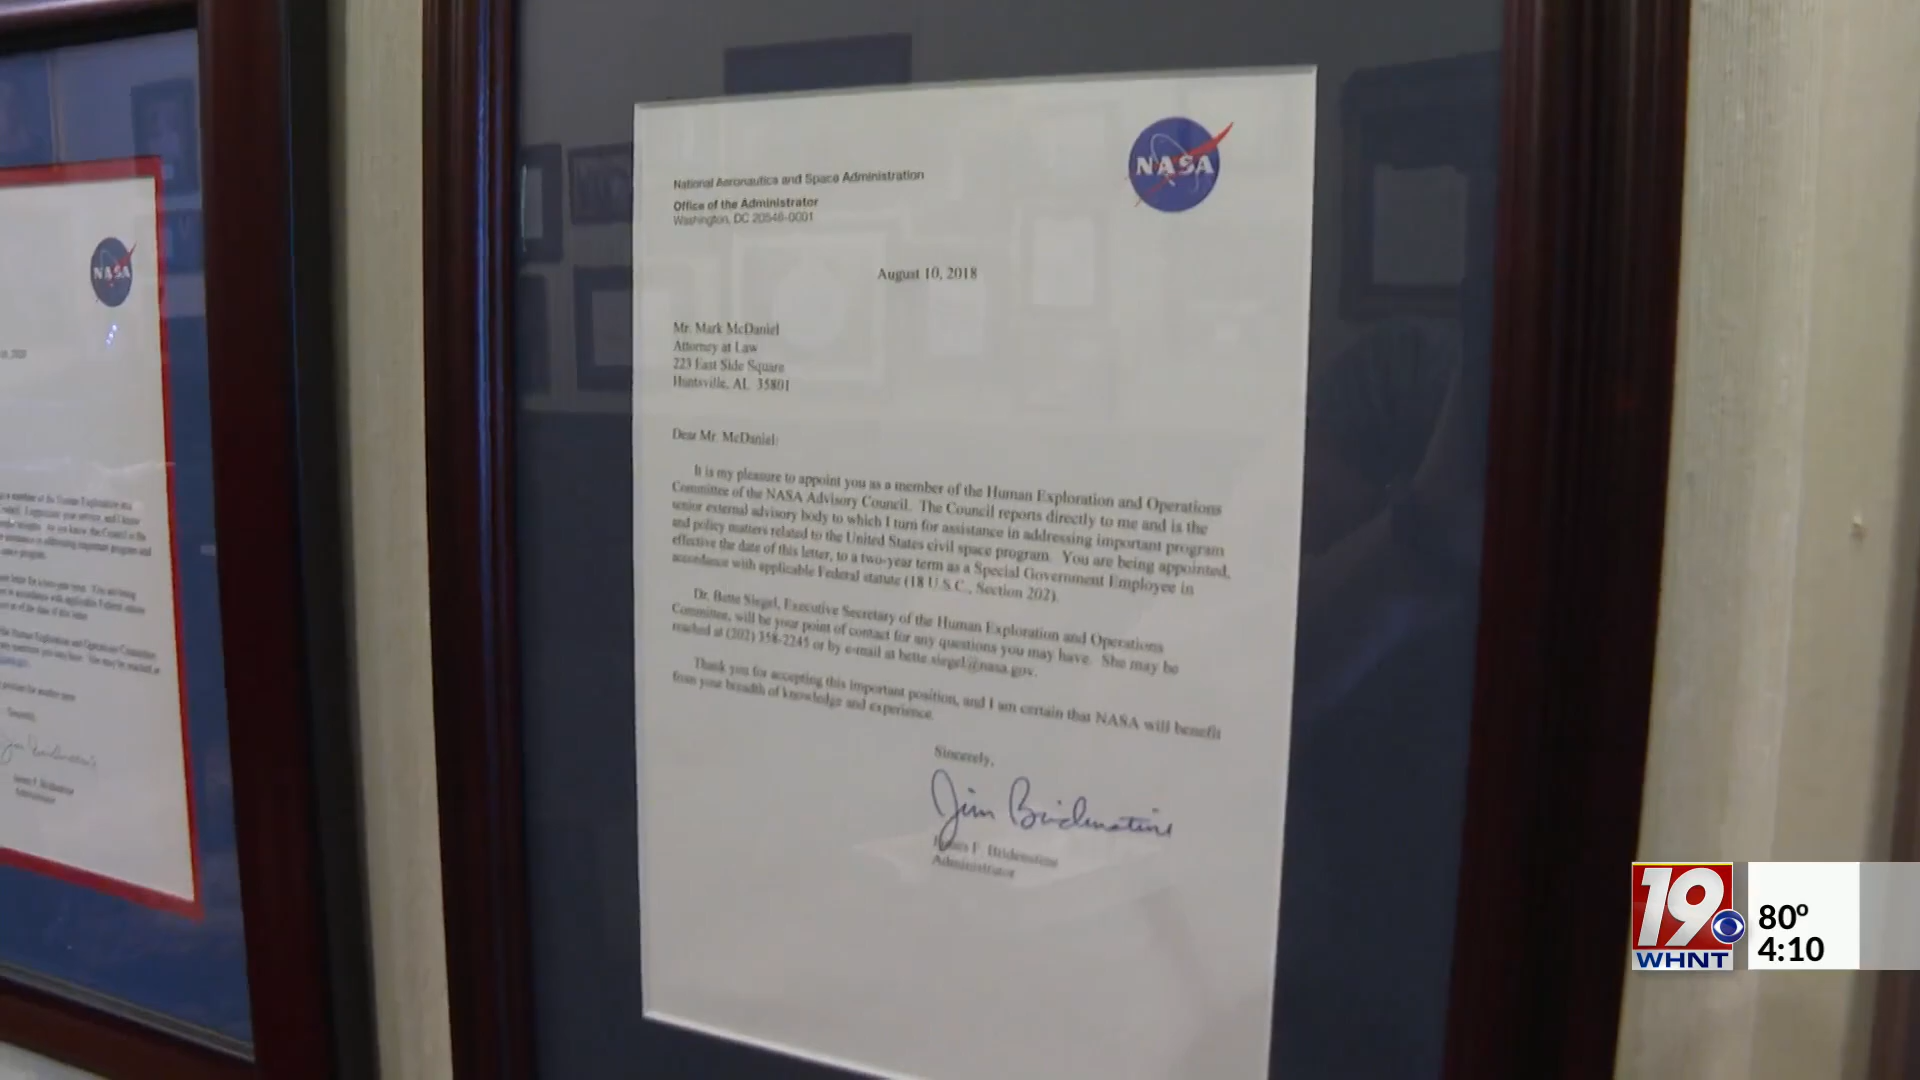 National Aeronautics and Space Administration
Office of the Administrator
Washington, DC 20546-0001
NASA
August 10, 2018
Mr. Mark McDaniel
Attorney at Law
223 East Side Square
Huntsville, AL 35801
Dear Mr. McDaniel:
It is my pleasure to appoint you as a member of the Human Exploration and Operations
Committee of the NASA Advisory Council. The Council reports directly to me and is the
senior external advisory body to which I turn for assistance in addressing important program
and policy matters related to the United States civil space program. You are being appointed,
effective the date of this letter, to a two-year term as a Special Government Employee in
accordance with applicable Federal statute (18 U.S.C., Section 202).
Dr. Bette Siegel, Executive Secretary of the Human Exploration and Operations
Committee, will be your point of contact for any questions you may have. She may be
reached at (202) 358-2245 or by e-mail at bette.siegel@nasa.gov.
Thank you for accepting this important position, and I am certain that NASA will benefit
from your breadth of knowledge and experience.
Sincerely,
Jim Bridenstine
James F. Bridenstine
Administrator
NASA
Sincerely,
James F. Bridenstine
Administrator
19
WHNT
80º
4:10